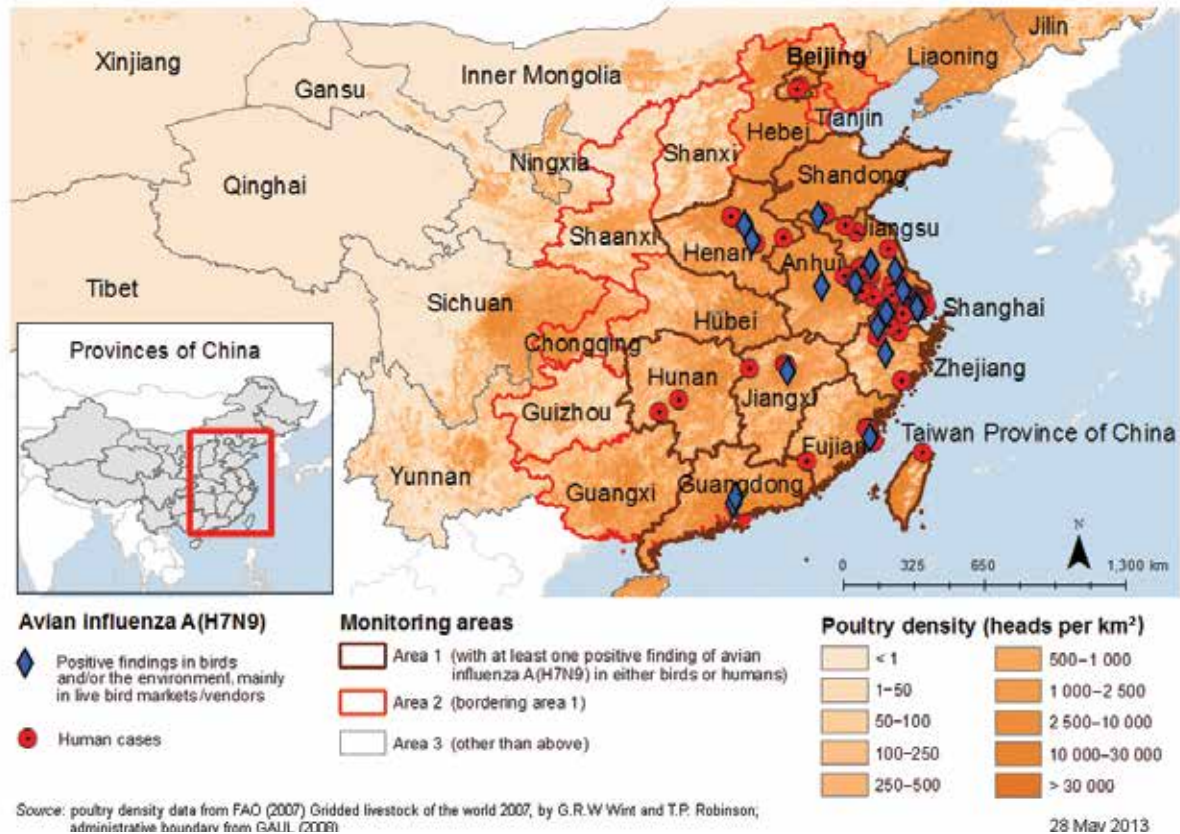 Xinjiang
Gansu
Inner Mongolia
Beijing
Liaoning
Jilin
Tianjin
Hebei
Shanxi
Ningxia
Qinghai
Shandong
Shaanxi
Henan
Jiangsu
Anhui
Tibet
Sichuan
Hubei
Shanghai
Chongqing
Zhejiang
Hunan
Jiangxi
Guizhou
Fujian
Taiwan Province of China
Yunnan
Guangxi
Guangdong
Provinces of China
N
0 325 650 1,300 km
Avian influenza A(H7N9)
Positive findings in birds
and/or the environment, mainly
in live bird markets/vendors
Human cases
Monitoring areas
Area 1 (with at least one positive finding of avian
influenza A(H7N9) in either birds or humans)
Area 2 (bordering area 1)
Area 3 (other than above)
Poultry density (heads per km²)
< 1
1–50
50–100
100–250
250–500
500–1 000
1 000–2 500
2 500–10 000
10 000–30 000
> 30 000
Source: poultry density data from FAO (2007) Gridded livestock of the world 2007, by G.R.W Wint and T.P. Robinson;
administrative boundary from GAUL (2008)
28 May 2013